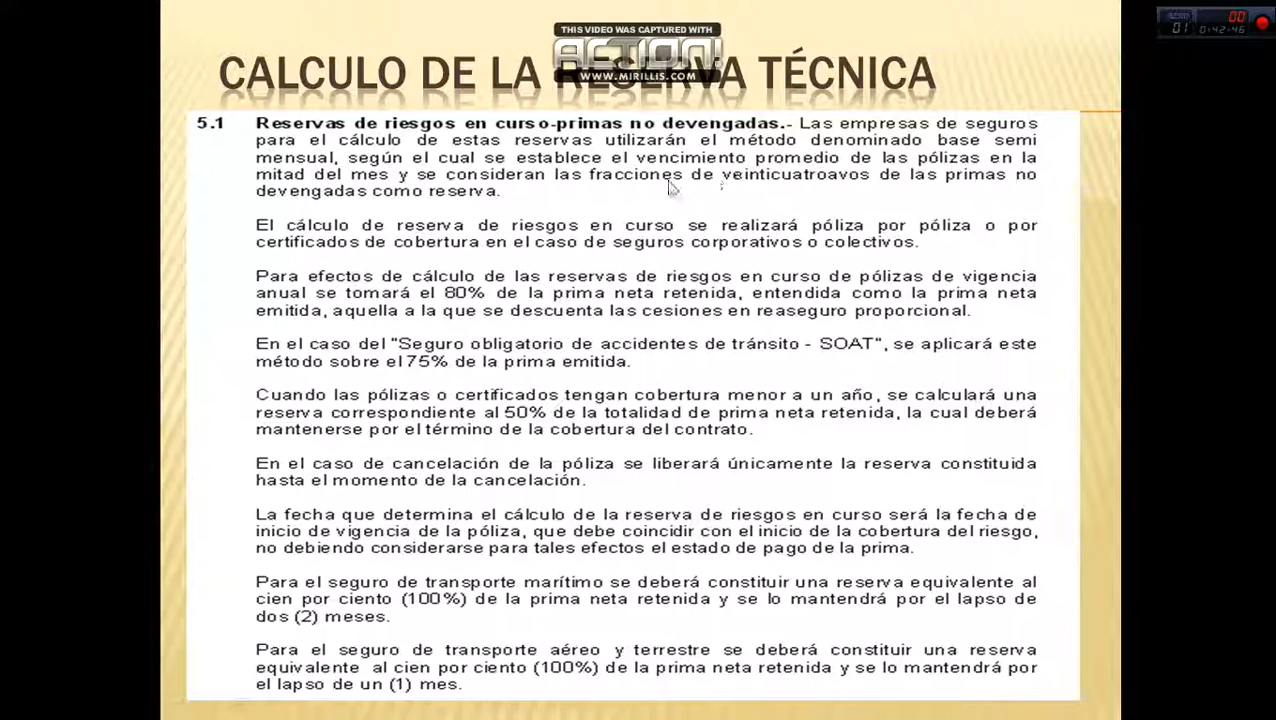 THIS VIDEO WAS CAPTURED WITH
ACTION!
WWW.MIRILLIS.COM
00
01 0:42:46
CALCULO DE LA RESERVA TÉCNICA
5.1 Reservas de riesgos en curso-primas no devengadas.- Las empresas de seguros
para el cálculo de estas reservas utilizarán el método denominado base semi
mensual, según el cual se establece el vencimiento promedio de las pólizas en la
mitad del mes y se consideran las fracciones de veinticuatroavos de las primas no
devengadas como reserva.
El cálculo de reserva de riesgos en curso se realizará póliza por póliza o por
certificados de cobertura en el caso de seguros corporativos o colectivos.
Para efectos de cálculo de las reservas de riesgos en curso de pólizas de vigencia
anual se tomará el 80% de la prima neta retenida, entendida como la prima neta
emitida, aquella a la que se descuenta las cesiones en reaseguro proporcional.
En el caso del "Seguro obligatorio de accidentes de tránsito - SOAT", se aplicará este
método sobre el 75% de la prima emitida.
Cuando las pólizas o certificados tengan cobertura menor a un año, se calculará una
reserva correspondiente al 50% de la totalidad de prima neta retenida, la cual deberá
mantenerse por el término de la cobertura del contrato.
En el caso de cancelación de la póliza se liberará únicamente la reserva constituida
hasta el momento de la cancelación.
La fecha que determina el cálculo de la reserva de riesgos en curso será la fecha de
inicio de vigencia de la póliza, que debe coincidir con el inicio de la cobertura del riesgo,
no debiendo considerarse para tales efectos el estado de pago de la prima.
Para el seguro de transporte marítimo se deberá constituir una reserva equivalente al
cien por ciento (100%) de la prima neta retenida y se lo mantendrá por el lapso de
dos (2) meses.
Para el seguro de transporte aéreo y terrestre se deberá constituir una reserva
equivalente al cien por ciento (100%) de la prima neta retenida y se lo mantendrá por
el lapso de un (1) mes.